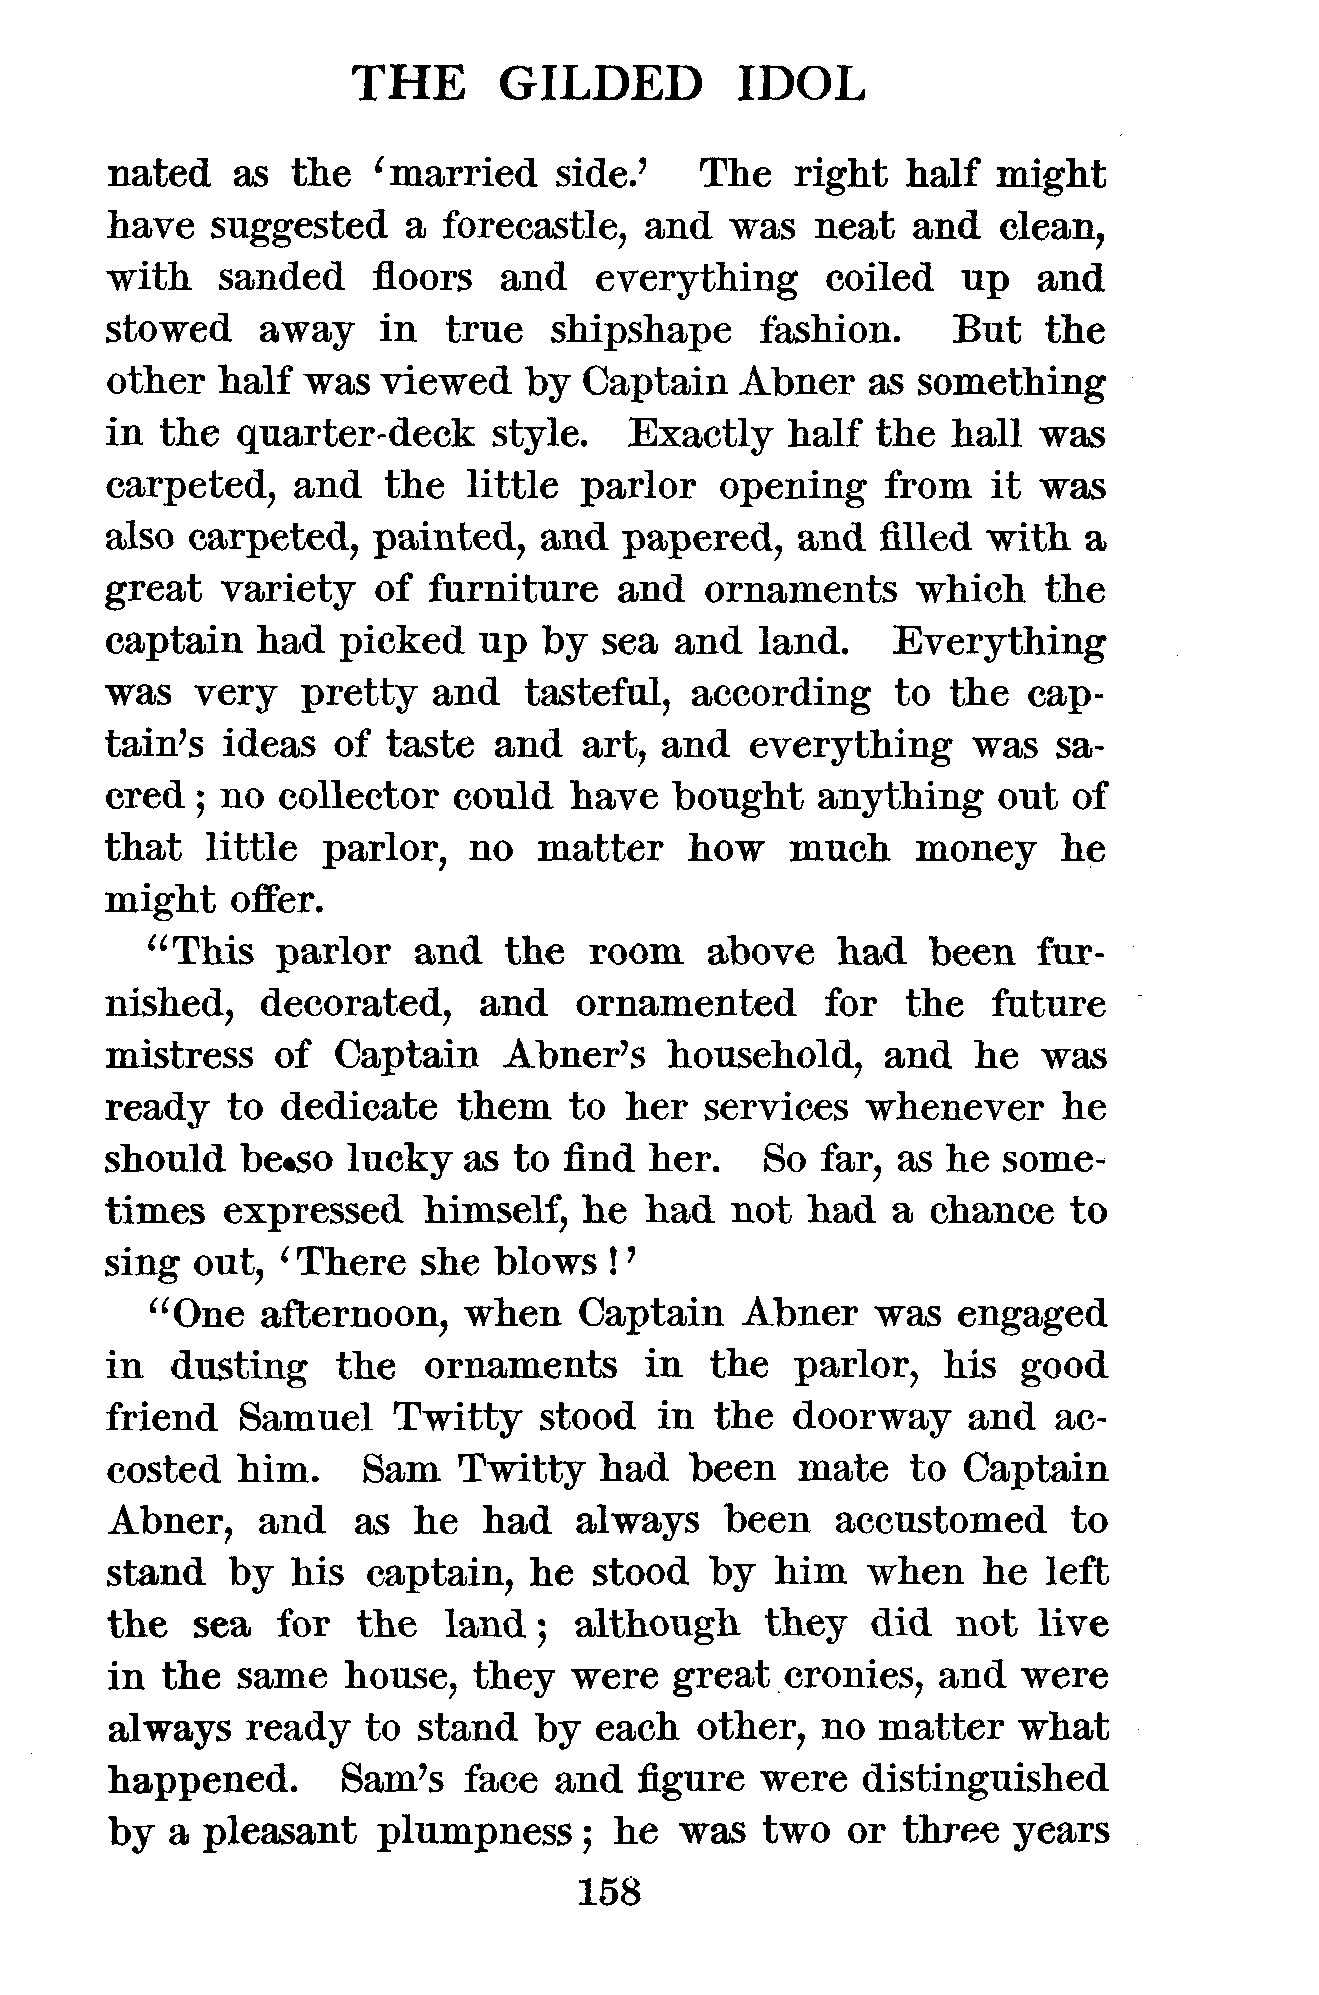 THE GILDED IDOL
nated as the ‘married side.’ The right half might
have suggested a forecastle, and was neat and clean,
with sanded floors and everything coiled up and
stowed away in true shipshape fashion. But the
other half was viewed by Captain Abner as something
in the quarter-deck style. Exactly half the hall was
carpeted, and the little parlor opening from it was
also carpeted, painted, and papered, and filled with a
great variety of furniture and ornaments which the
captain had picked up by sea and land. Everything
was very pretty and tasteful, according to the cap-
tain’s ideas of taste and art, and everything was sa-
cred; no collector could have bought anything out of
that little parlor, no matter how much money he
might offer.
“This parlor and the room above had been fur-
nished, decorated, and ornamented for the future
mistress of Captain Abner’s household, and he was
ready to dedicate them to her services whenever he
should be so lucky as to find her. So far, as he some-
times expressed himself, he had not had a chance to
sing out, ‘There she blows!’
“One afternoon, when Captain Abner was engaged
in dusting the ornaments in the parlor, his good
friend Samuel Twitty stood in the doorway and ac-
costed him. Sam Twitty had been mate to Captain
Abner, and as he had always been accustomed to
stand by his captain, he stood by him when he left
the sea for the land; although they did not live
in the same house, they were great cronies, and were
always ready to stand by each other, no matter what
happened. Sam’s face and figure were distinguished
by a pleasant plumpness; he was two or three years
158